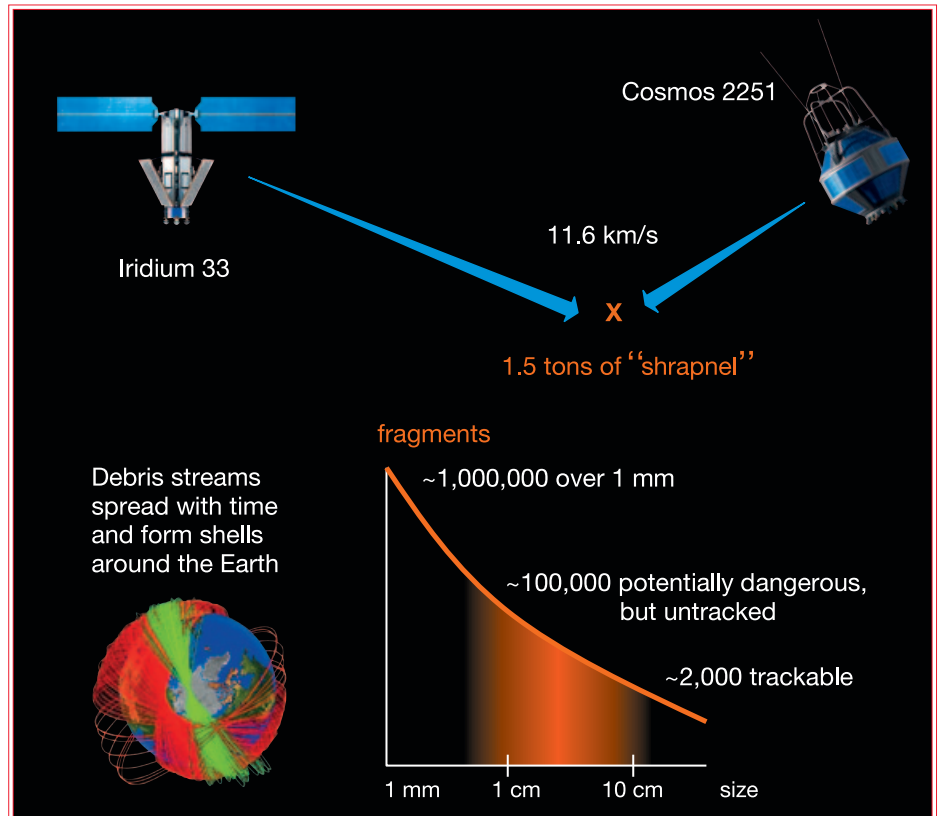 Cosmos 2251
Iridium 33
11.6 km/s
X
1.5 tons of “shrapnel”
Debris streams
spread with time
and form shells
around the Earth
fragments
~1,000,000 over 1 mm
~100,000 potentially dangerous,
but untracked
~2,000 trackable
1 mm
1 cm
10 cm
size